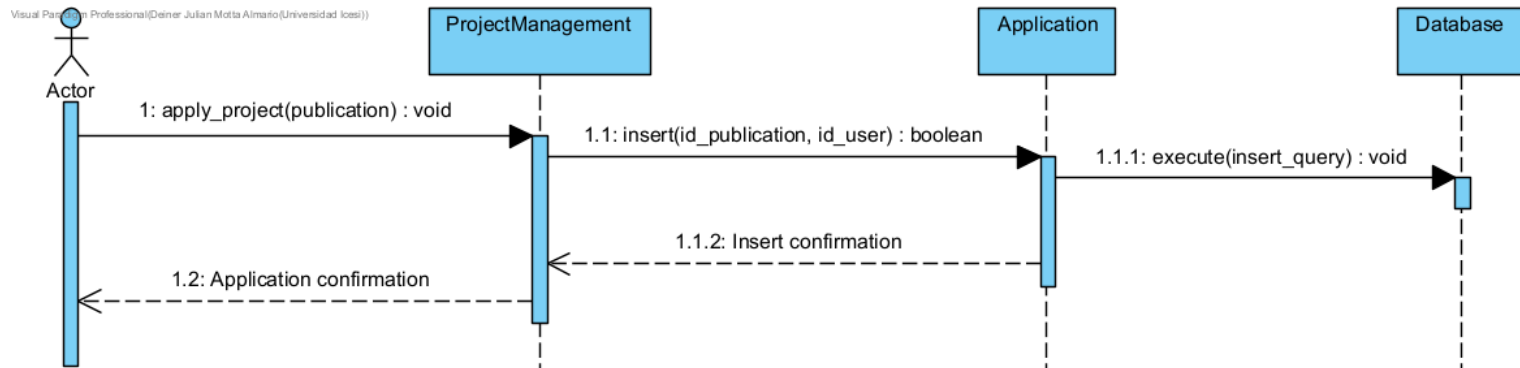 Visual Paradigm Professional(Deiner Julian Motta Almario(Universidad Icesi))
ProjectManagement
Application
Database
Actor
1: apply_project(publication) : void
1.1: insert(id_publication, id_user) : boolean
1.1.1: execute(insert_query) : void
1.1.2: Insert confirmation
1.2: Application confirmation